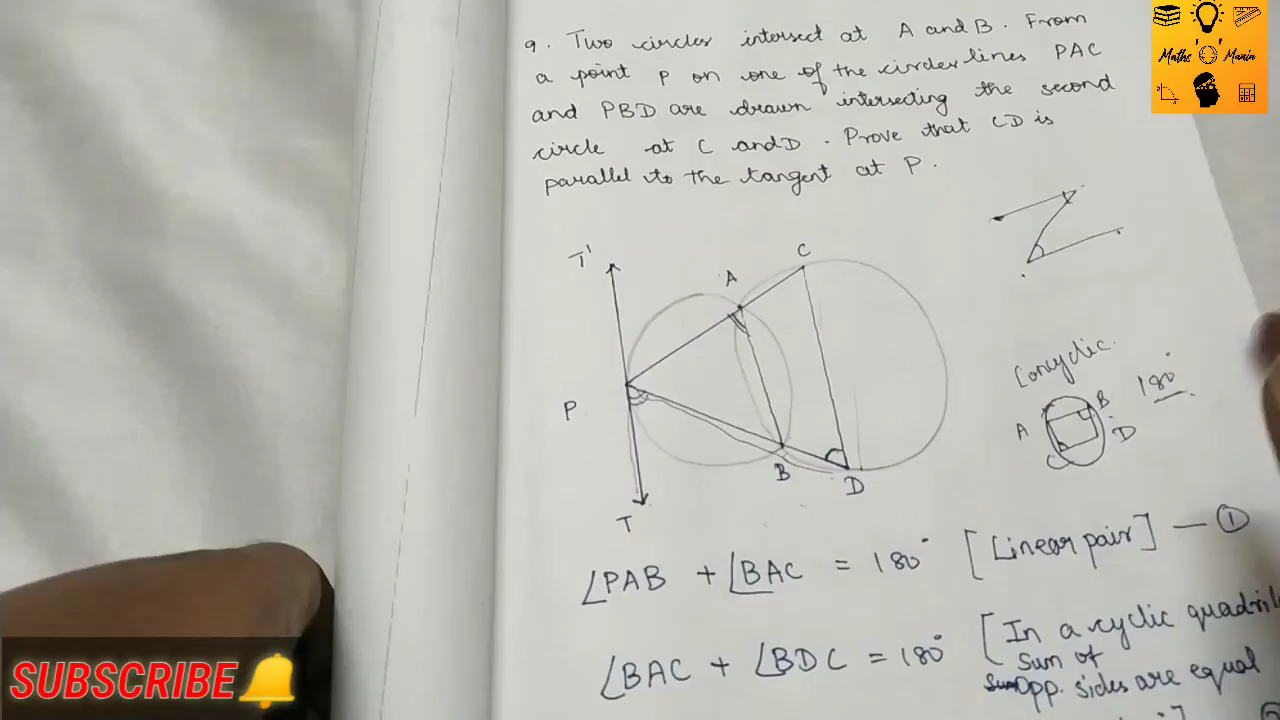 9. Two circles intersect at A and B. From
a point P on one of the circles lines PAC
and PBD are drawn intersecting the second
circle at C and D. Prove that CD is
parallel to the tangent at P.
Maths Mania
T'
A
C
P
B
D
T
Concyclic
180°
A
B
C
D
∠PAB + ∠BAC = 180° [Linear pair] — ①
∠BAC + ∠BDC = 180° [In a cyclic
Sum of
opp. sides are equal
SUBSCRIBE